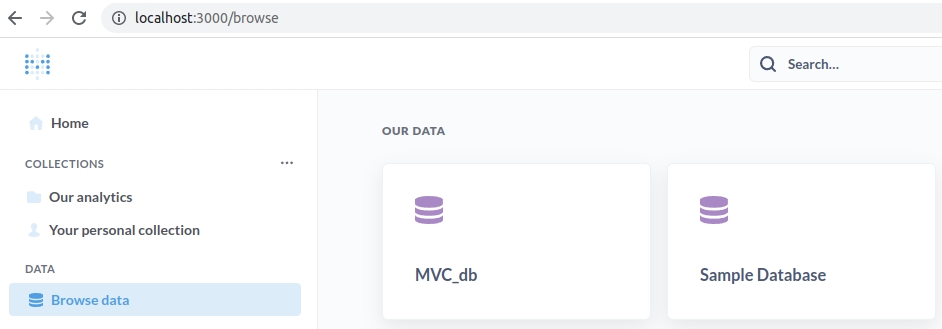 localhost:3000/browse
Search...
Home
COLLECTIONS
Our analytics
Your personal collection
DATA
Browse data
OUR DATA
MVC_db
Sample Database